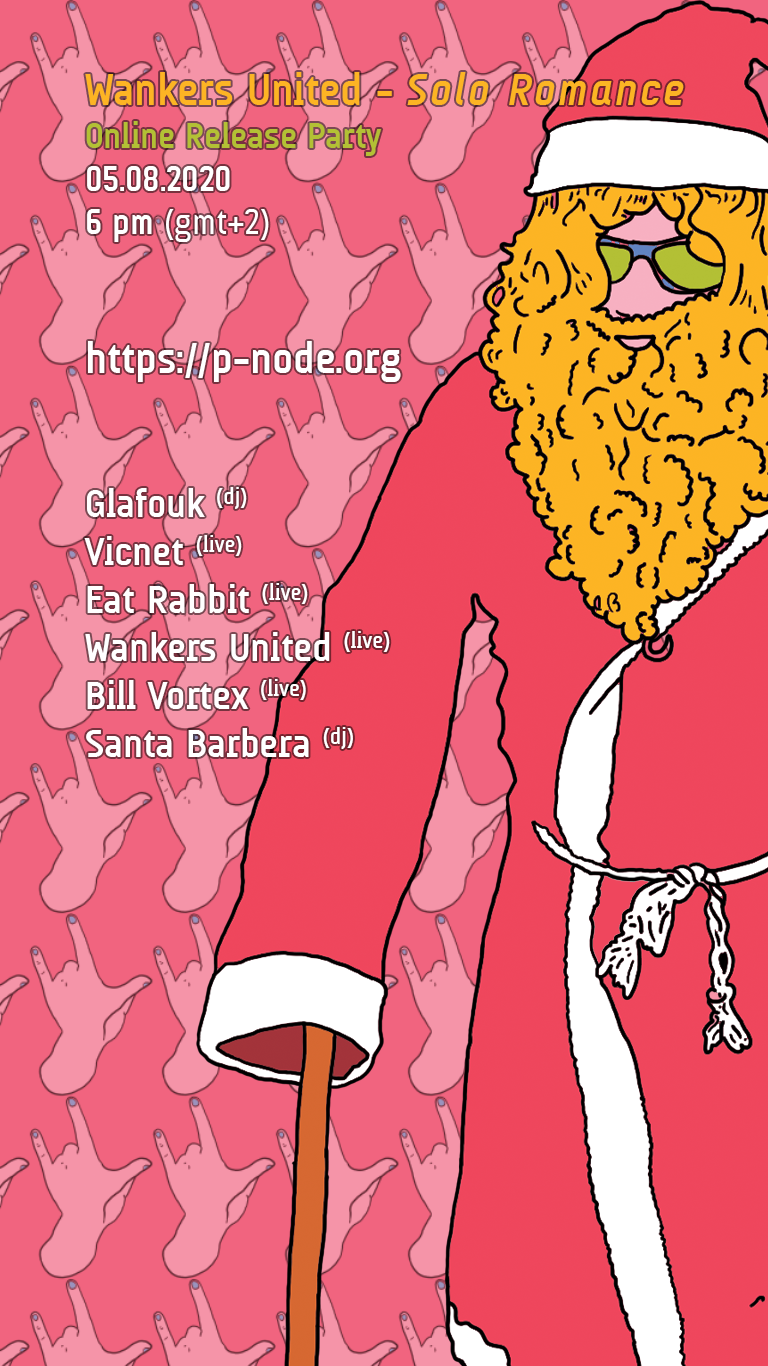 Wankers United - Solo Romance
Online Release Party
05.08.2020
6 pm (gmt+2)
https://p-node.org
Glafouk (dj)
Vicnet (live)
Eat Rabbit (live)
Wankers United (live)
Bill Vortex (live)
Santa Barbera (dj)